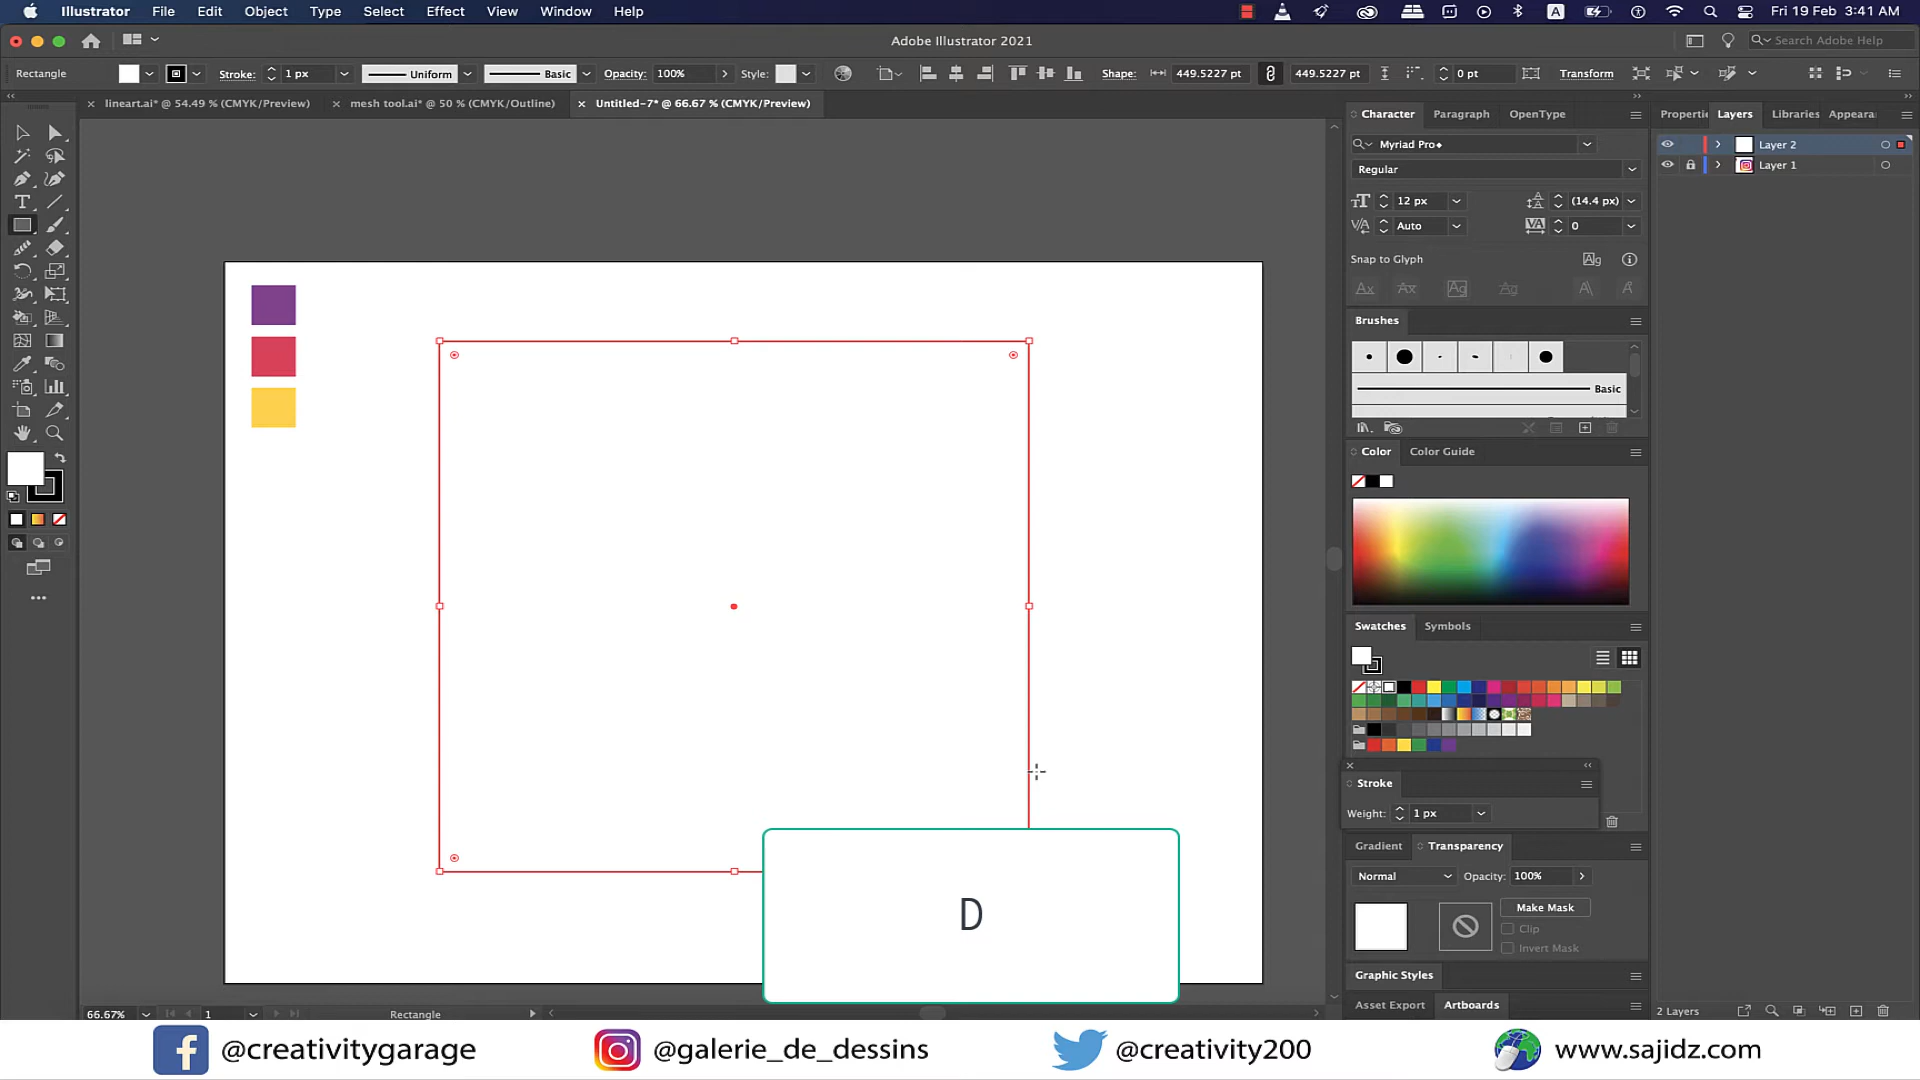 Illustrator File Edit Object Type Select Effect View Window Help A Fri 19 Feb 3:41 AM
Adobe Illustrator 2021 Search Adobe Help
Rectangle Stroke: 1 px Uniform Basic Opacity: 100% Style: Shape: 449.5227 pt 449.5227 pt 0 pt Transform
lineart.ai* @ 54.49 % (CMYK/Preview) mesh tool.ai* @ 50 % (CMYK/Outline) Untitled-7* @ 66.67 % (CMYK/Preview)
Character Paragraph OpenType
Properti Layers Libraries Appeara
Myriad Pro
Layer 2
Regular
Layer 1
12 px (14.4 px)
Auto 0
Snap to Glyph
Brushes
Basic
Color Color Guide
Swatches Symbols
Stroke
Weight: 1 px
Gradient Transparency
Normal Opacity: 100%
Make Mask
Clip
Invert Mask
D
Graphic Styles
Asset Export Artboards
66.67% 1 Rectangle
2 Layers
@creativitygarage @galerie_de_dessins @creativity200 www.sajidz.com